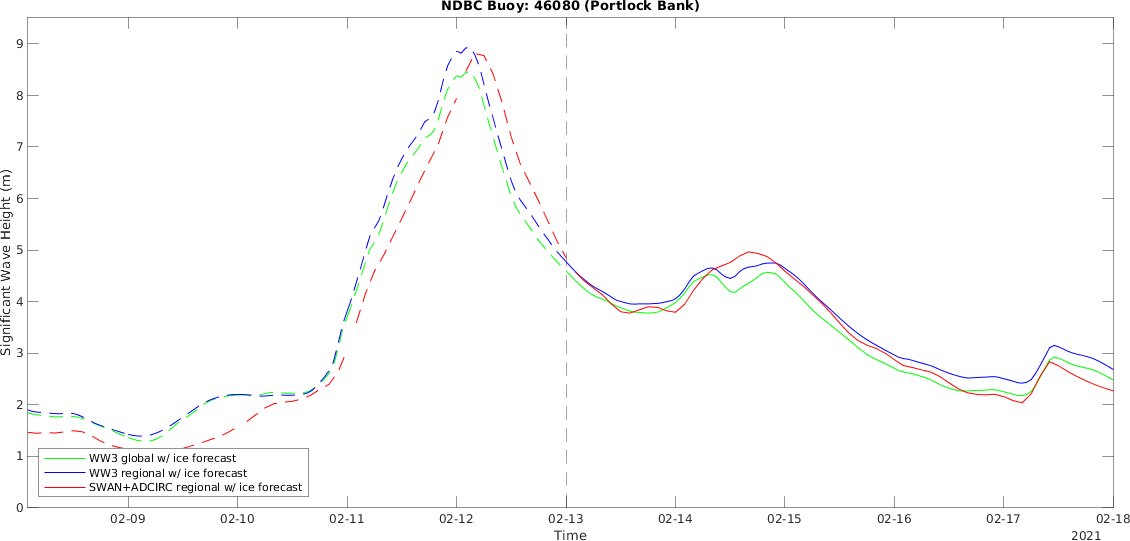 NDBC Buoy: 46080 (Portlock Bank)
9
8
7
6
5
4
3
2
1
0
Significant Wave Height (m)
WW3 global w/ ice forecast
WW3 regional w/ ice forecast
SWAN+ADCIRC regional w/ ice forecast
02-09 02-10 02-11 02-12 02-13 02-14 02-15 02-16 02-17 02-18
Time
2021